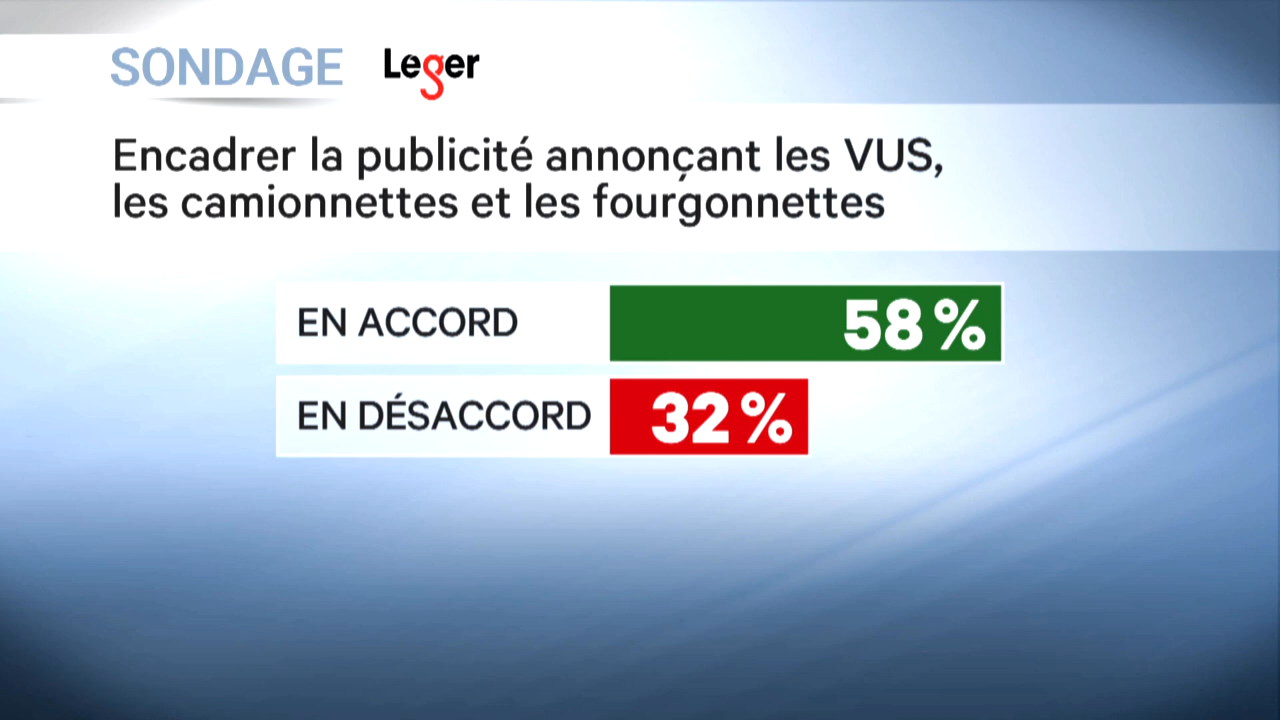 SONDAGE Leger
Encadrer la publicité annonçant les VUS,
les camionnettes et les fourgonnettes
EN ACCORD 58 %
EN DÉSACCORD 32 %